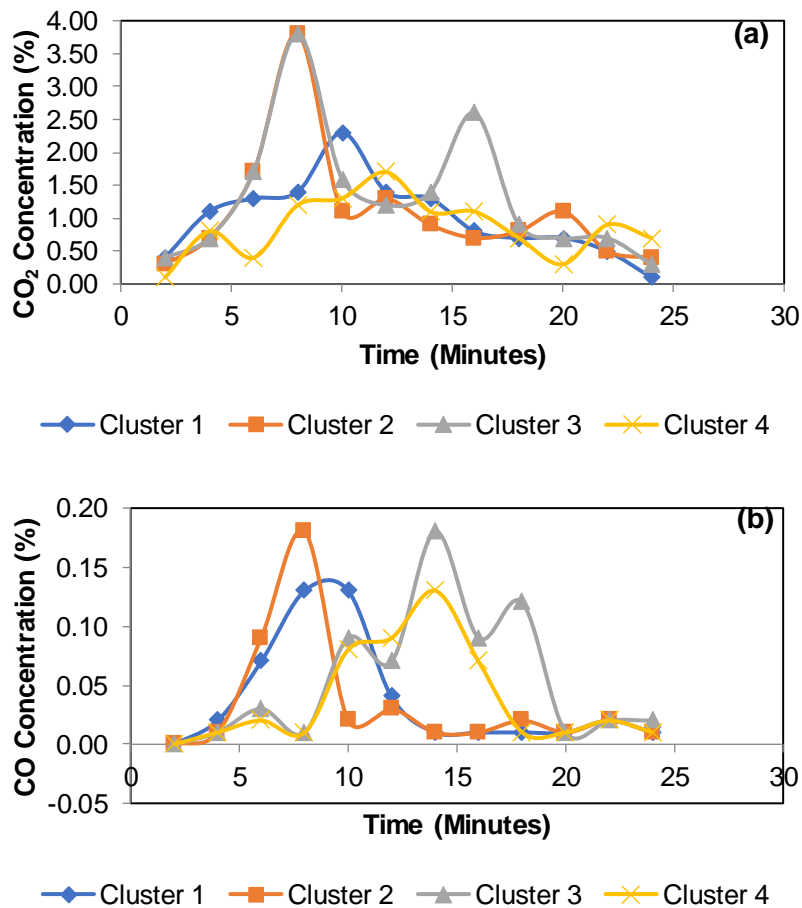 (a)
CO₂ Concentration (%)
4.00
3.50
3.00
2.50
2.00
1.50
1.00
0.50
0.00
0 5 10 15 20 25 30
Time (Minutes)
Cluster 1 Cluster 2 Cluster 3 Cluster 4
(b)
CO Concentration (%)
0.20
0.15
0.10
0.05
0.00
-0.05
0 5 10 15 20 25 30
Time (Minutes)
Cluster 1 Cluster 2 Cluster 3 Cluster 4